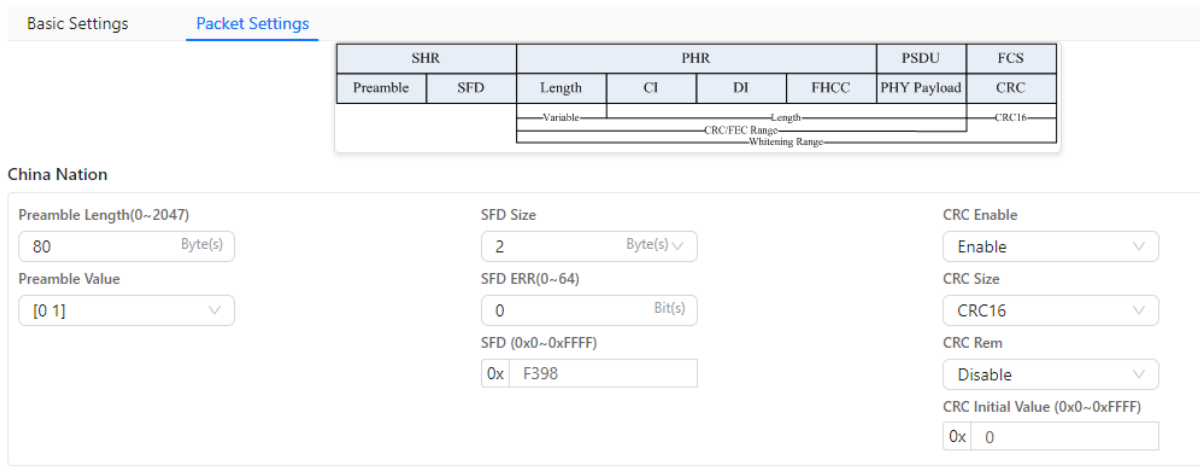 Basic Settings
Packet Settings
SHR PHR PSDU FCS
Preamble SFD Length CI DI FHCC PHY Payload CRC
Variable Length CRC16
CRC/FEC Range
Whitening Range
China Nation
Preamble Length(0~2047)
80 Byte(s)
Preamble Value
[0 1]
SFD Size
2 Byte(s)
SFD ERR(0~64)
0 Bit(s)
SFD (0x0~0xFFFF)
0x F398
CRC Enable
Enable
CRC Size
CRC16
CRC Rem
Disable
CRC Initial Value (0x0~0xFFFF)
0x 0